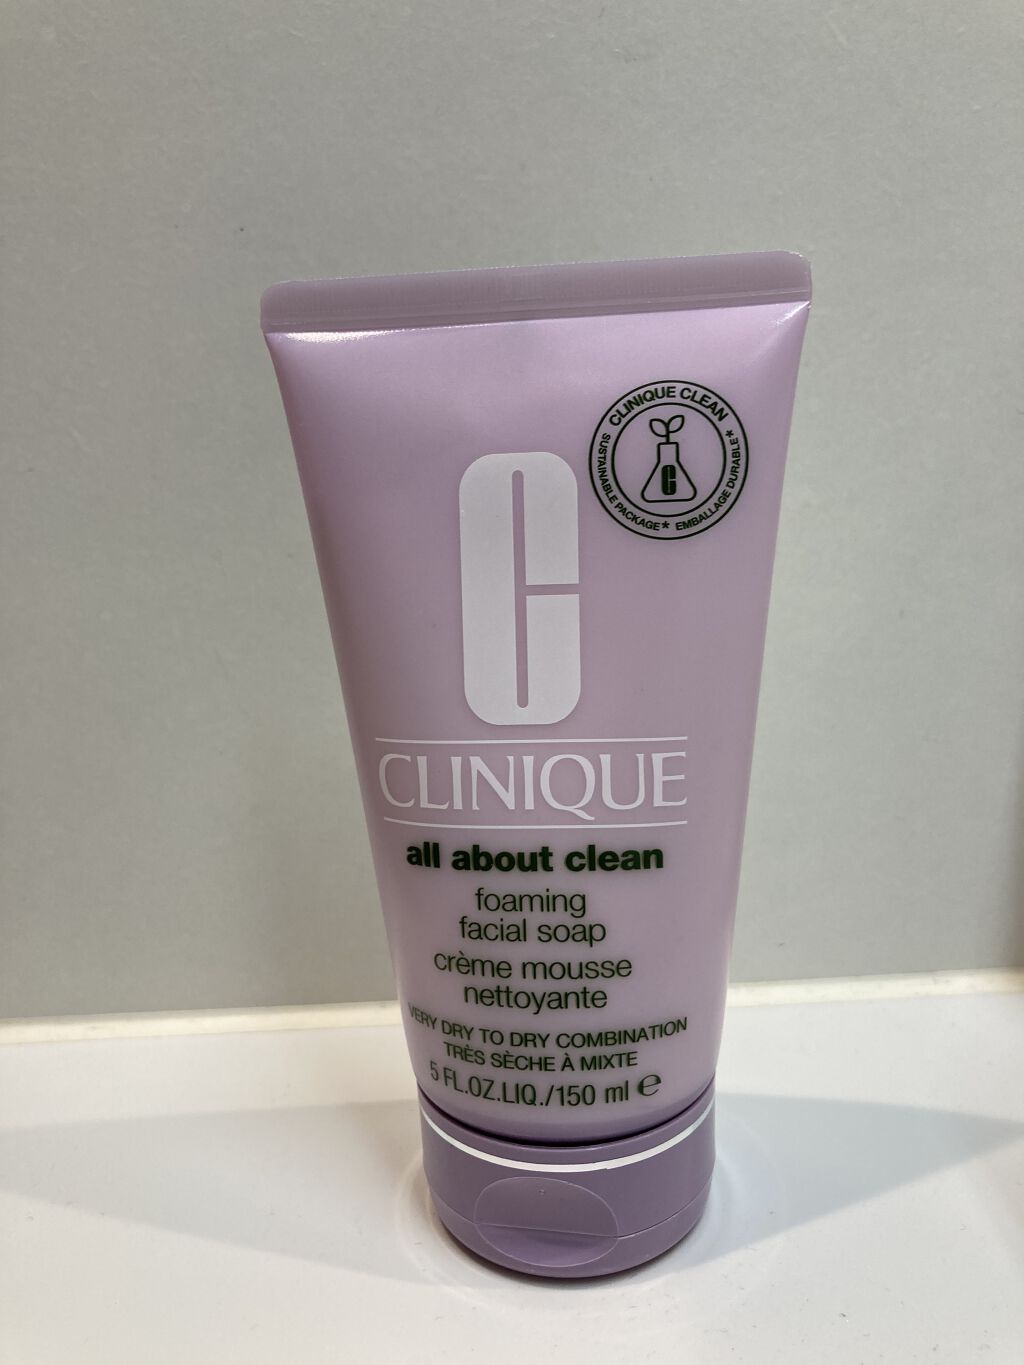 CLINIQUE CLEAN
SUSTAINABLE PACKAGE* EMBALLAGE DURABLE*
C
C
CLINIQUE
all about clean
foaming
facial soap
crème mousse
nettoyante
VERY DRY TO DRY COMBINATION
TRÈS SÈCHE À MIXTE
5 FL.OZ.LIQ./150 ml ℮